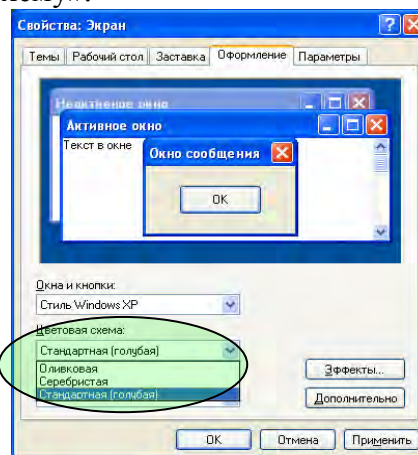 Свойства: Экран
Темы Рабочий стол Заставка Оформление Параметры
Неактивное окно
Активное окно
Текст в окне
Окно сообщения
OK
Окна и кнопки:
Стиль Windows XP
Цветовая схема:
Стандартная (голубая)
Оливковая
Серебристая
Стандартная (голубая)
Эффекты...
Дополнительно
OK Отмена Применить